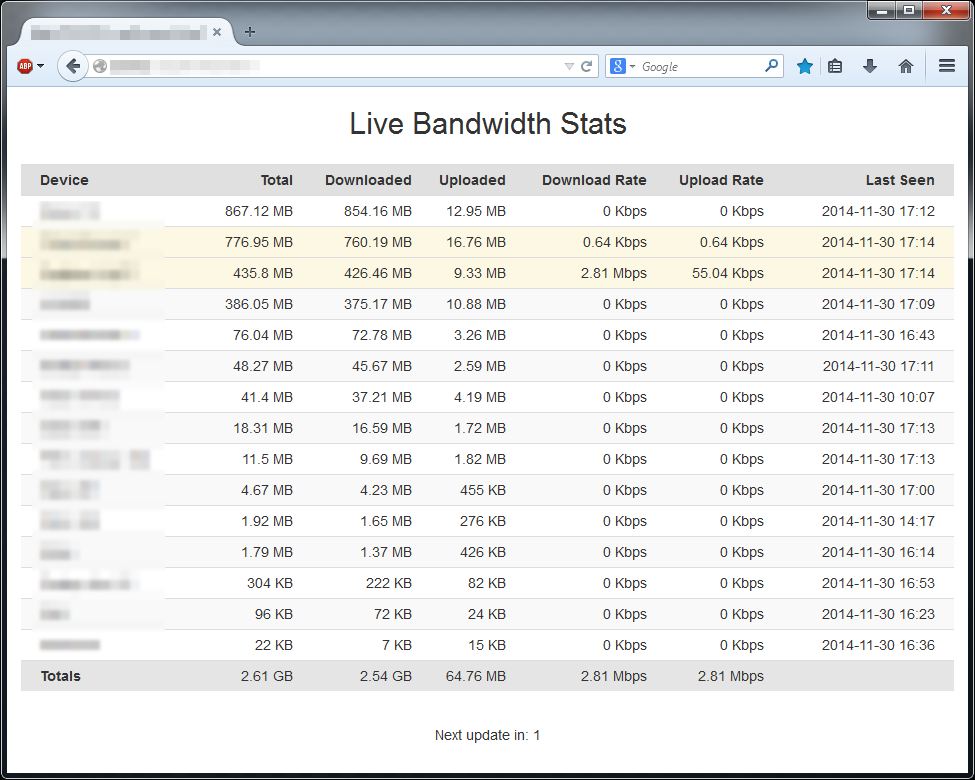 ABP
8 Google
Live Bandwidth Stats
Device Total Downloaded Uploaded Download Rate Upload Rate Last Seen
867.12 MB 854.16 MB 12.95 MB 0 Kbps 0 Kbps 2014-11-30 17:12
776.95 MB 760.19 MB 16.76 MB 0.64 Kbps 0.64 Kbps 2014-11-30 17:14
435.8 MB 426.46 MB 9.33 MB 2.81 Mbps 55.04 Kbps 2014-11-30 17:14
386.05 MB 375.17 MB 10.88 MB 0 Kbps 0 Kbps 2014-11-30 17:09
76.04 MB 72.78 MB 3.26 MB 0 Kbps 0 Kbps 2014-11-30 16:43
48.27 MB 45.67 MB 2.59 MB 0 Kbps 0 Kbps 2014-11-30 17:11
41.4 MB 37.21 MB 4.19 MB 0 Kbps 0 Kbps 2014-11-30 10:07
18.31 MB 16.59 MB 1.72 MB 0 Kbps 0 Kbps 2014-11-30 17:13
11.5 MB 9.69 MB 1.82 MB 0 Kbps 0 Kbps 2014-11-30 17:13
4.67 MB 4.23 MB 455 KB 0 Kbps 0 Kbps 2014-11-30 17:00
1.92 MB 1.65 MB 276 KB 0 Kbps 0 Kbps 2014-11-30 14:17
1.79 MB 1.37 MB 426 KB 0 Kbps 0 Kbps 2014-11-30 16:14
304 KB 222 KB 82 KB 0 Kbps 0 Kbps 2014-11-30 16:53
96 KB 72 KB 24 KB 0 Kbps 0 Kbps 2014-11-30 16:23
22 KB 7 KB 15 KB 0 Kbps 0 Kbps 2014-11-30 16:36
Totals 2.61 GB 2.54 GB 64.76 MB 2.81 Mbps 2.81 Mbps
Next update in: 1